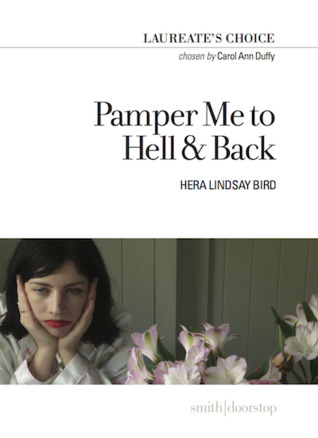 LAUREATE'S CHOICE
chosen by Carol Ann Duffy
Pamper Me to
Hell & Back
HERA LINDSAY BIRD
smith|doorstop